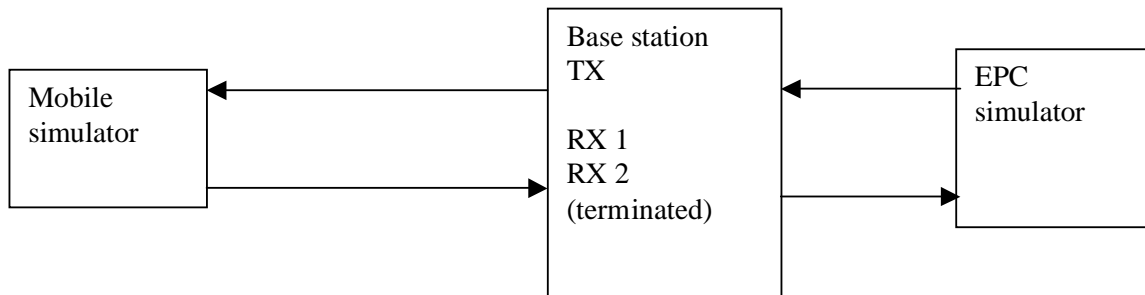 Mobile
simulator
Base station
TX
RX 1
RX 2
(terminated)
EPC
simulator